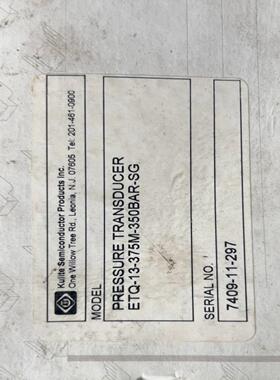 Kulite Semiconductor Products Inc.
One Willow Tree Rd., Leonia, N.J. 07605 Tel: 201-461-0900
MODEL
PRESSURE TRANSDUCER
ETQ-13-375M-350BAR-SG
SERIAL NO.
7409-11-297